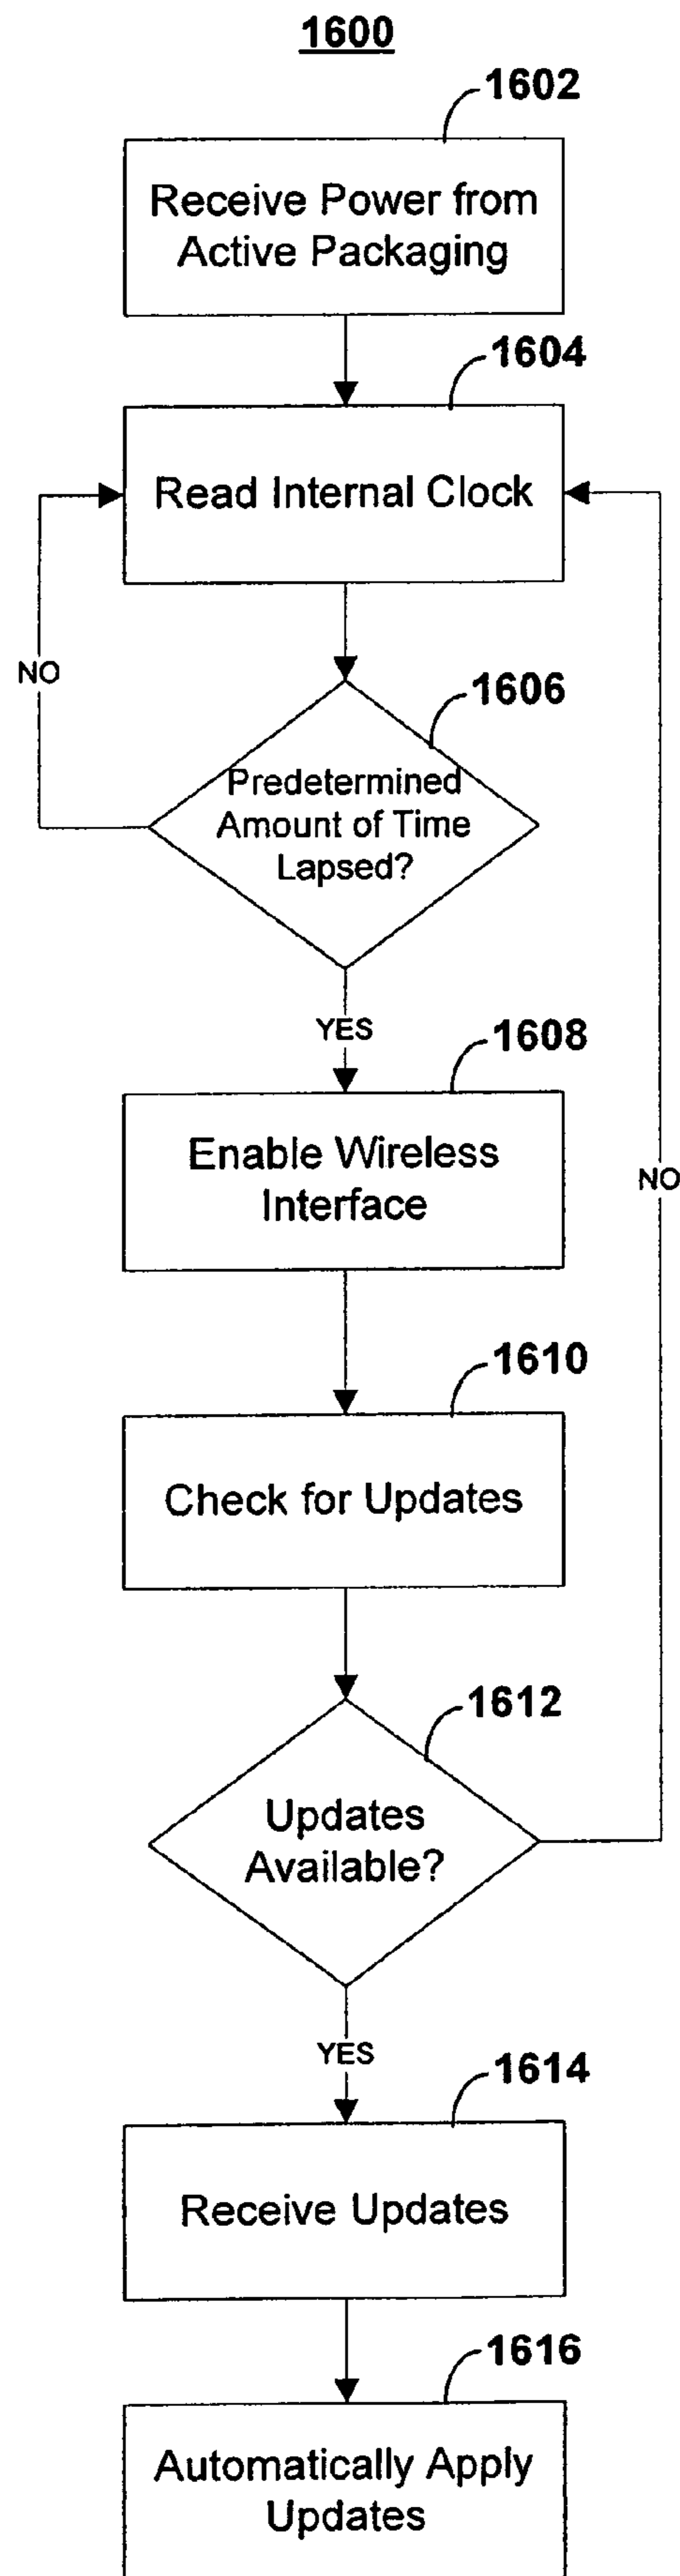 1600
1602
Receive Power from
Active Packaging
1604
Read Internal Clock
NO
1606
Predetermined
Amount of Time
Lapsed?
YES
1608
Enable Wireless
Interface
NO
1610
Check for Updates
1612
Updates
Available?
YES
1614
Receive Updates
1616
Automatically Apply
Updates